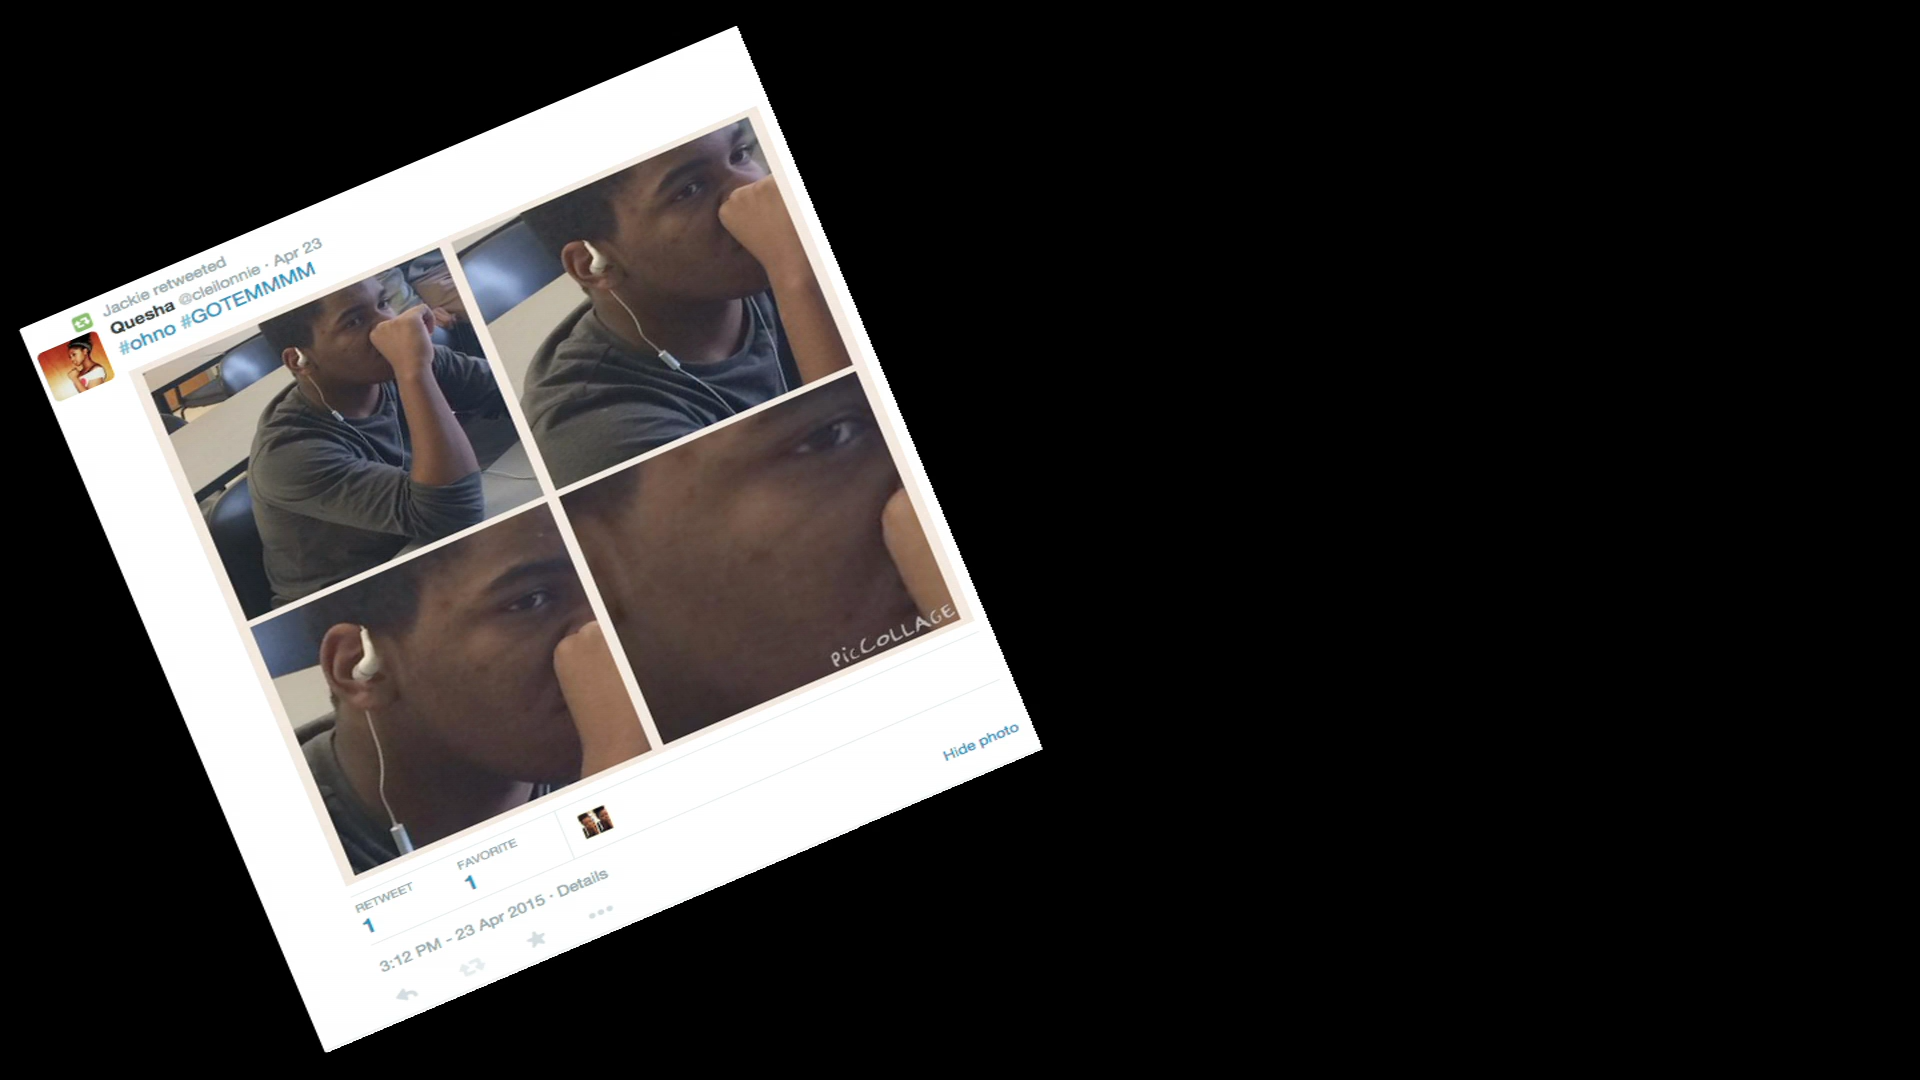 Jackie retweeted
Quesha @cleilonnie · Apr 23
#ohno #GOTEMMMM
PicCOLLAGE
RETWEET
1
FAVORITE
1
3:12 PM - 23 Apr 2015 · Details
Hide photo